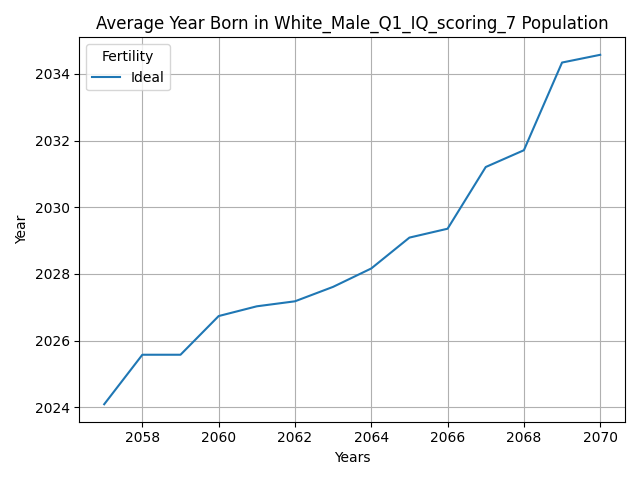 Average Year Born in White_Male_Q1_IQ_scoring_7 Population
Fertility
Ideal
2034
2032
2030
2028
2026
2024
Year
2058 2060 2062 2064 2066 2068 2070
Years